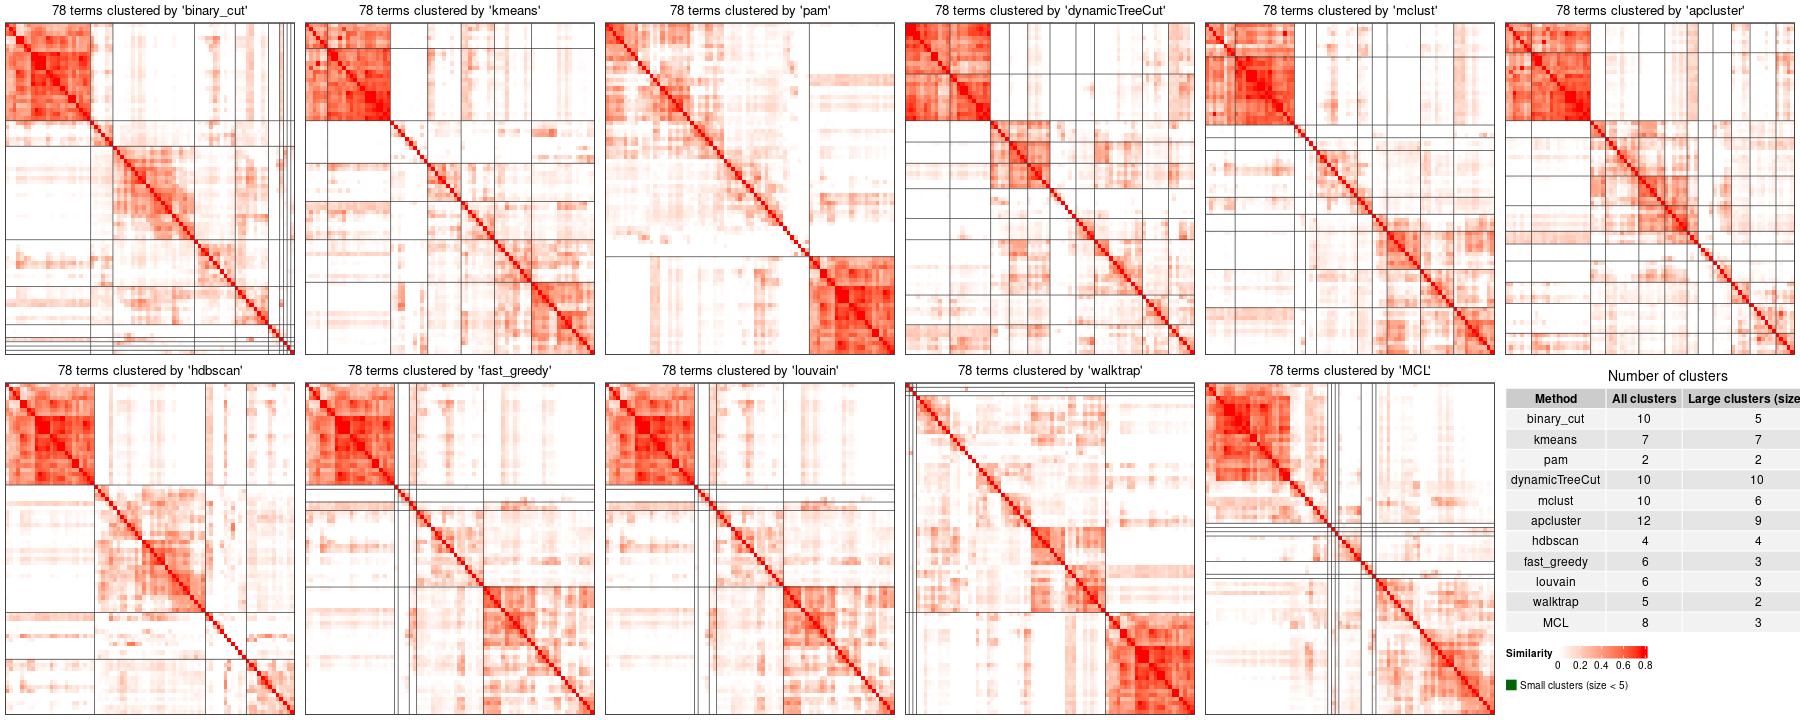 78 terms clustered by 'binary_cut'
78 terms clustered by 'kmeans'
78 terms clustered by 'pam'
78 terms clustered by 'dynamicTreeCut'
78 terms clustered by 'mclust'
78 terms clustered by 'apcluster'
78 terms clustered by 'hdbscan'
78 terms clustered by 'fast_greedy'
78 terms clustered by 'louvain'
78 terms clustered by 'walktrap'
78 terms clustered by 'MCL'
Number of clusters
Method All clusters Large clusters (size
binary_cut 10 5
kmeans 7 7
pam 2 2
dynamicTreeCut 10 10
mclust 10 6
apcluster 12 9
hdbscan 4 4
fast_greedy 6 3
louvain 6 3
walktrap 5 2
MCL 8 3
Similarity
0 0.2 0.4 0.6 0.8
Small clusters (size < 5)